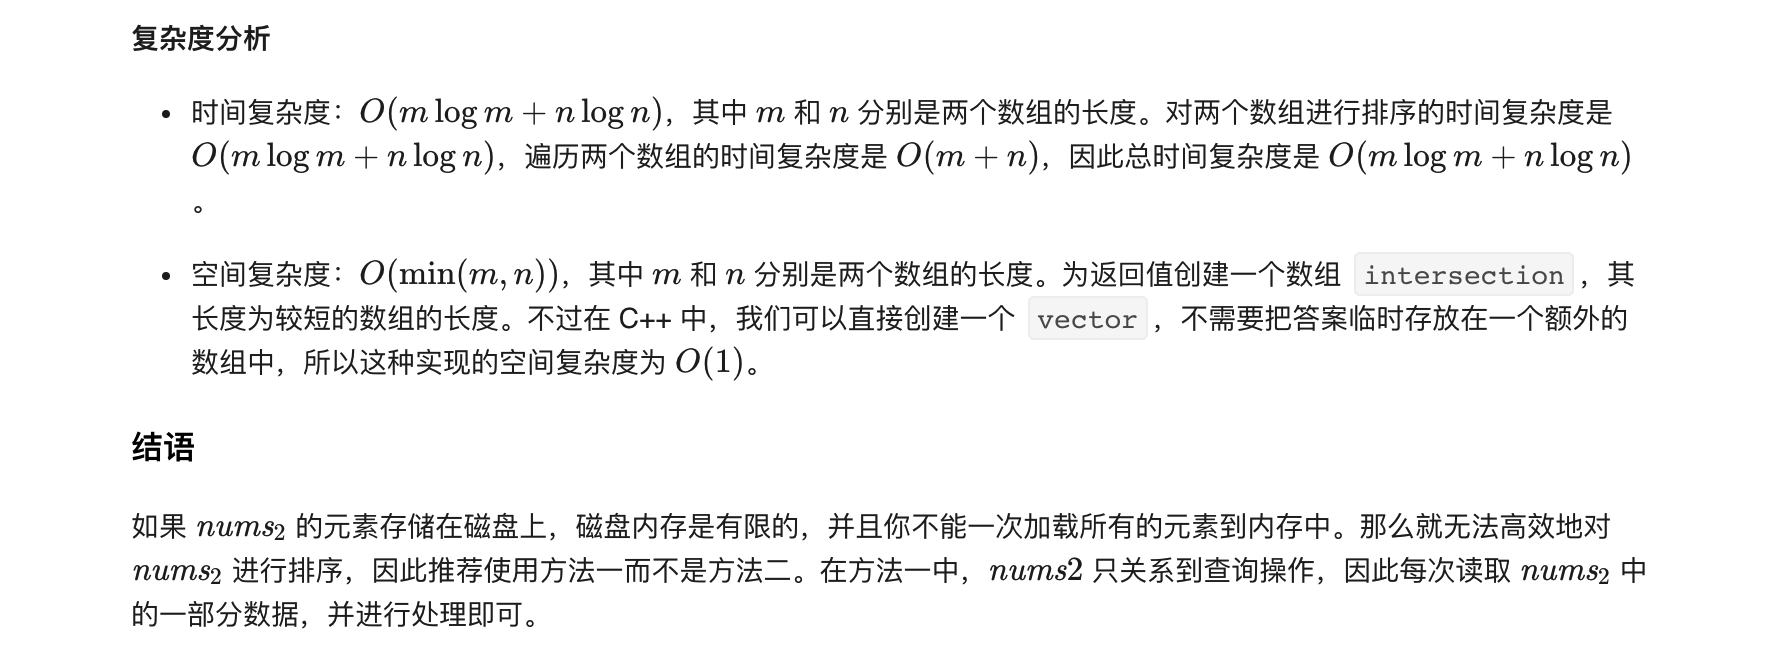 复杂度分析
• 时间复杂度：O(m log m + n log n)，其中 m 和 n 分别是两个数组的长度。对两个数组进行排序的时间复杂度是
O(m log m + n log n)，遍历两个数组的时间复杂度是 O(m + n)，因此总时间复杂度是 O(m log m + n log n)
。
• 空间复杂度：O(min(m, n))，其中 m 和 n 分别是两个数组的长度。为返回值创建一个数组 intersection ，其
长度为较短的数组的长度。不过在 C++ 中，我们可以直接创建一个 vector ，不需要把答案临时存放在一个额外的
数组中，所以这种实现的空间复杂度为 O(1)。
结语
如果 nums₂ 的元素存储在磁盘上，磁盘内存是有限的，并且你不能一次加载所有的元素到内存中。那么就无法高效地对
nums₂ 进行排序，因此推荐使用方法一而不是方法二。在方法一中，nums2 只关系到查询操作，因此每次读取 nums₂ 中
的一部分数据，并进行处理即可。